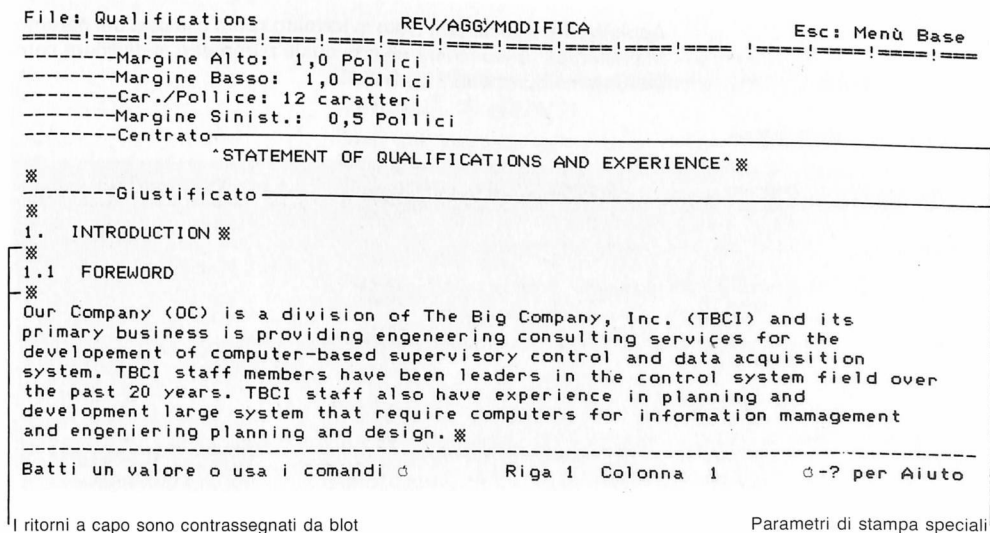 File: Qualifications REV/AGG/MODIFICA Esc: Menù Base
====!====!====!====!====!====!====!====!====!====!====!====!====!==== !====!====!====!===
--------Margine Alto: 1,0 Pollici
--------Margine Basso: 1,0 Pollici
--------Car./Pollice: 12 caratteri
--------Margine Sinist.: 0,5 Pollici
--------Centrato
^STATEMENT OF QUALIFICATIONS AND EXPERIENCE^ ※
※
--------Giustificato
※
1. INTRODUCTION ※
※
1.1 FOREWORD
※
Our Company (OC) is a division of The Big Company, Inc. (TBCI) and its
primary business is providing engeneering consulting services for the
developement of computer-based supervisory control and data acquisition
system. TBCI staff members have been leaders in the control system field over
the past 20 years. TBCI staff also have experience in planning and
development large system that require computers for information mamagement
and engeniering planning and design. ※
Batti un valore o usa i comandi Riga 1 Colonna 1 -? per Aiuto
I ritorni a capo sono contrassegnati da blot Parametri di stampa speciali